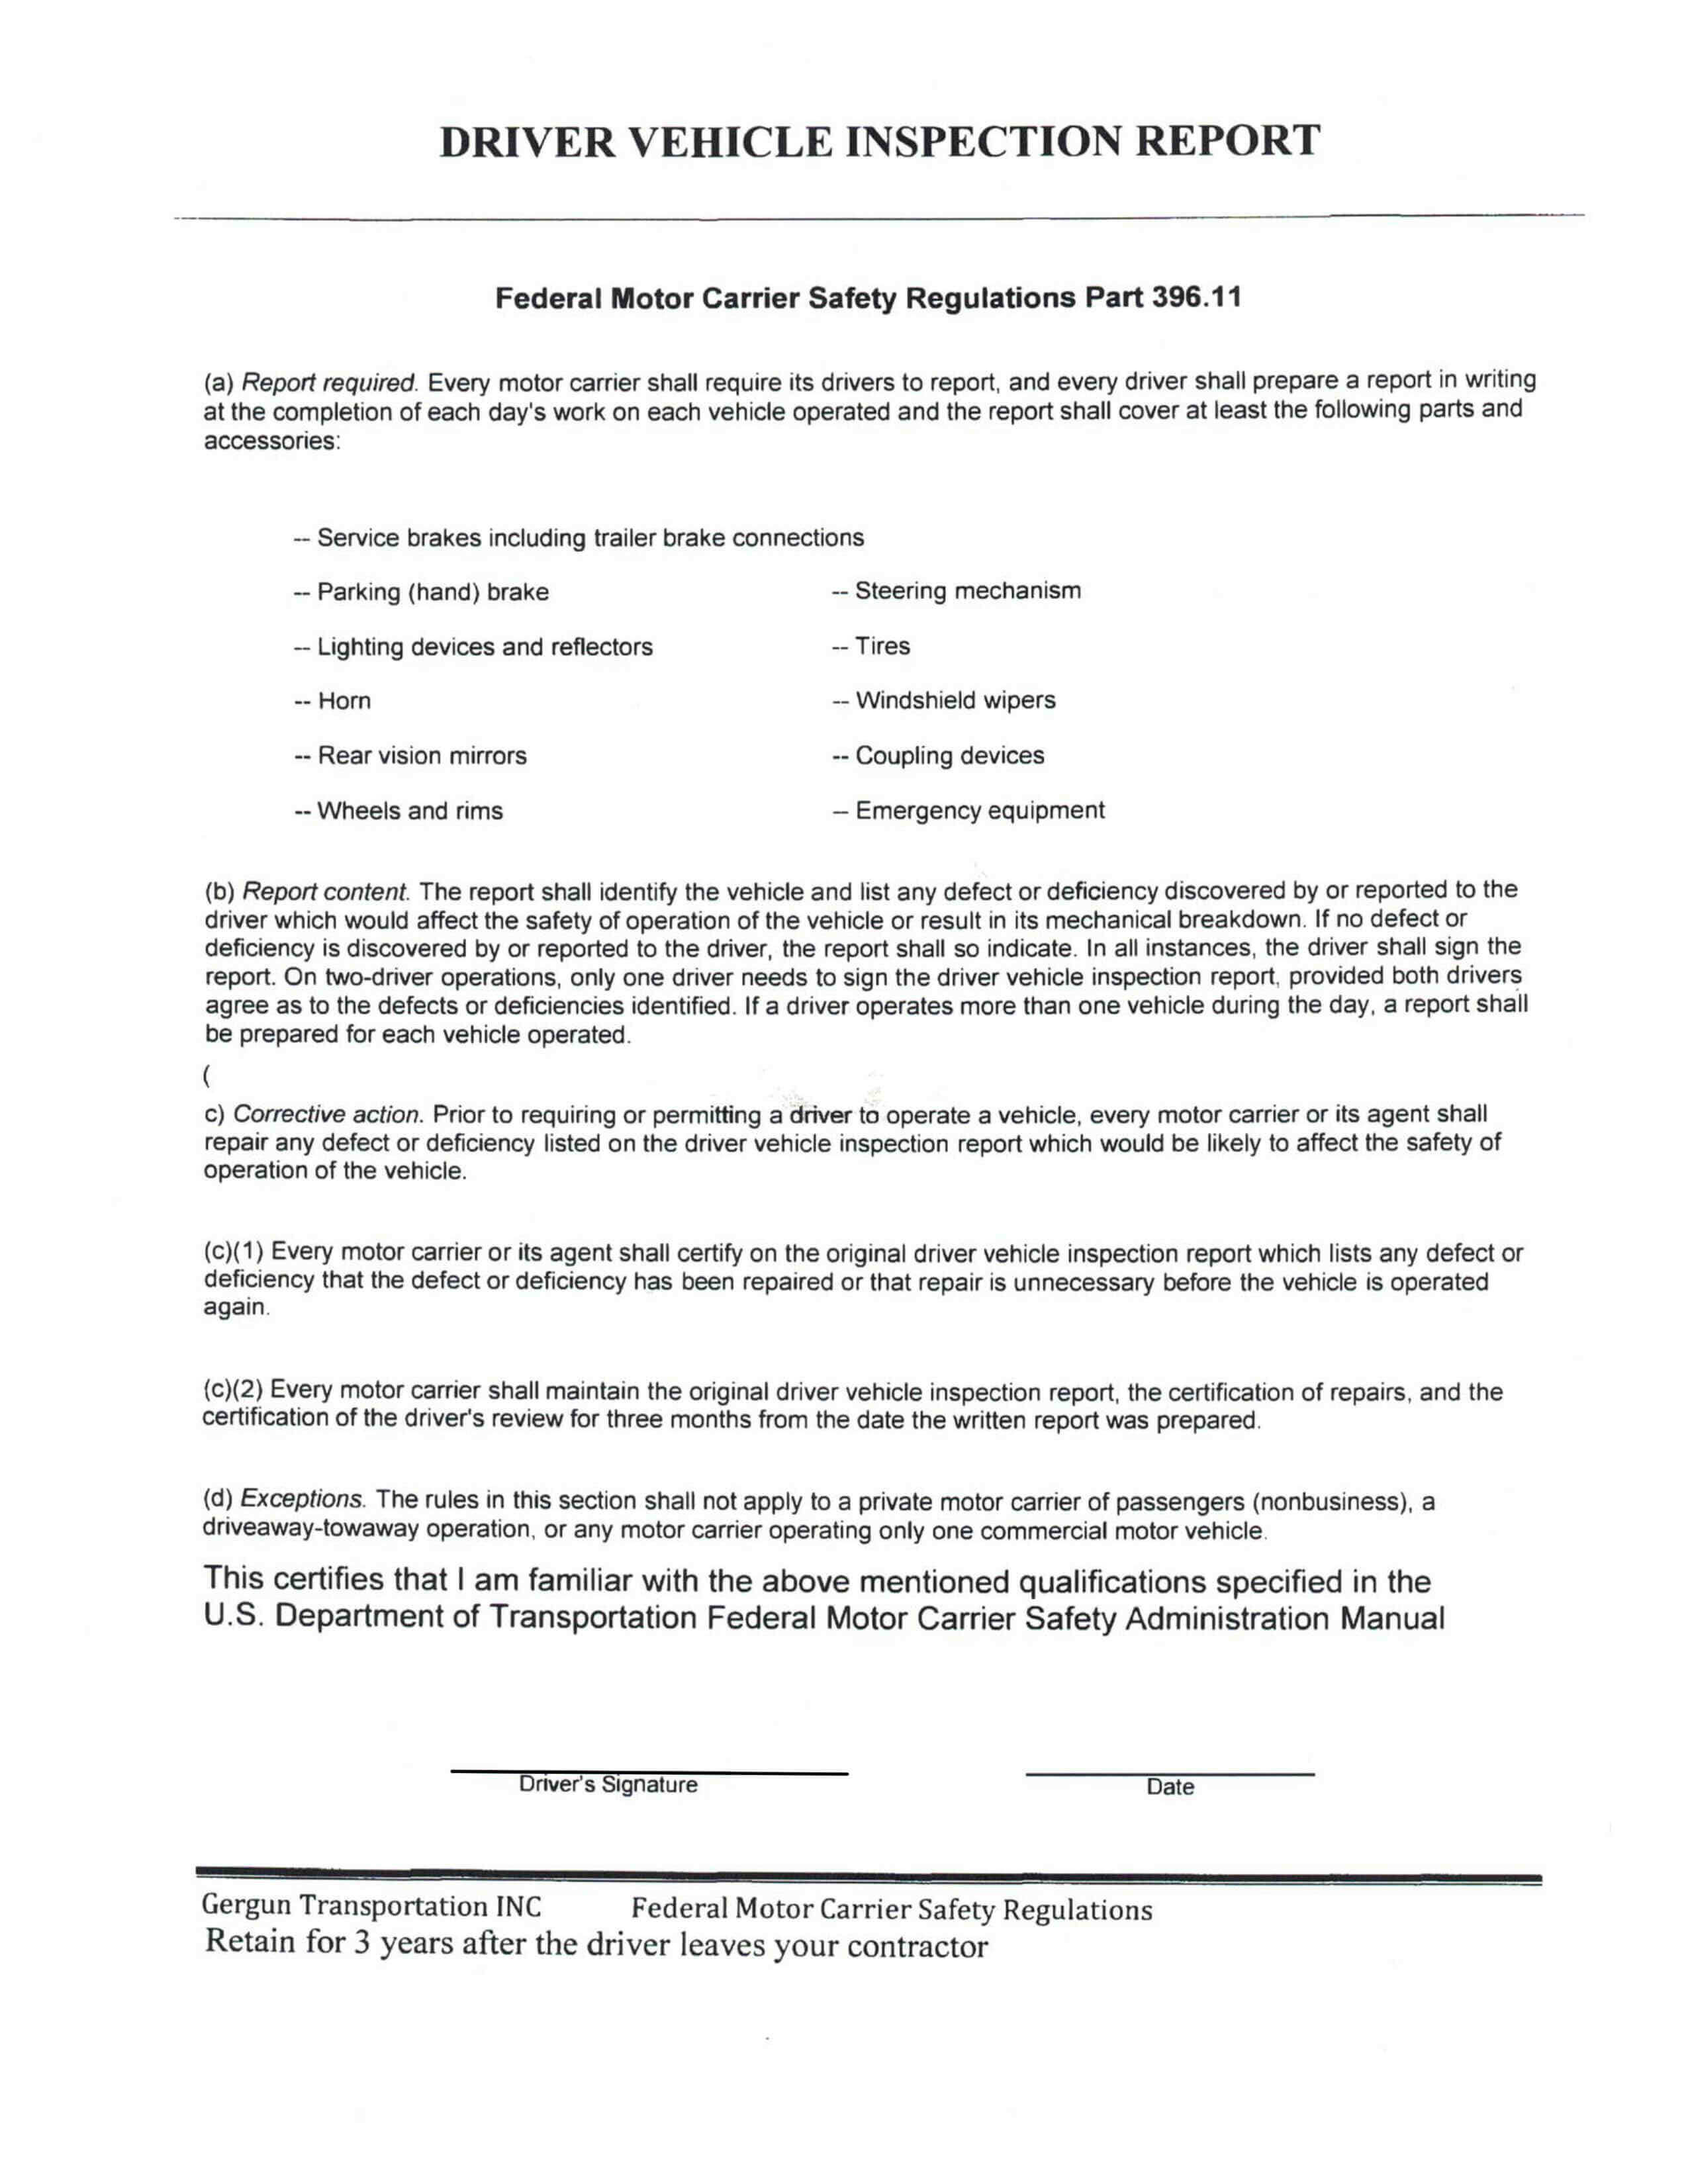 DRIVER VEHICLE INSPECTION REPORT
Federal Motor Carrier Safety Regulations Part 396.11
(a) Report required. Every motor carrier shall require its drivers to report, and every driver shall prepare a report in writing
at the completion of each day's work on each vehicle operated and the report shall cover at least the following parts and
accessories:
-- Service brakes including trailer brake connections
-- Parking (hand) brake -- Steering mechanism
-- Lighting devices and reflectors -- Tires
-- Horn -- Windshield wipers
-- Rear vision mirrors -- Coupling devices
-- Wheels and rims -- Emergency equipment
(b) Report content. The report shall identify the vehicle and list any defect or deficiency discovered by or reported to the
driver which would affect the safety of operation of the vehicle or result in its mechanical breakdown. If no defect or
deficiency is discovered by or reported to the driver, the report shall so indicate. In all instances, the driver shall sign the
report. On two-driver operations, only one driver needs to sign the driver vehicle inspection report, provided both drivers
agree as to the defects or deficiencies identified. If a driver operates more than one vehicle during the day, a report shall
be prepared for each vehicle operated.
(
c) Corrective action. Prior to requiring or permitting a driver to operate a vehicle, every motor carrier or its agent shall
repair any defect or deficiency listed on the driver vehicle inspection report which would be likely to affect the safety of
operation of the vehicle.
(c)(1) Every motor carrier or its agent shall certify on the original driver vehicle inspection report which lists any defect or
deficiency that the defect or deficiency has been repaired or that repair is unnecessary before the vehicle is operated
again.
(c)(2) Every motor carrier shall maintain the original driver vehicle inspection report, the certification of repairs, and the
certification of the driver's review for three months from the date the written report was prepared.
(d) Exceptions. The rules in this section shall not apply to a private motor carrier of passengers (nonbusiness), a
driveaway-towaway operation, or any motor carrier operating only one commercial motor vehicle.
This certifies that I am familiar with the above mentioned qualifications specified in the
U.S. Department of Transportation Federal Motor Carrier Safety Administration Manual
Driver's Signature Date
Gergun Transportation INC Federal Motor Carrier Safety Regulations
Retain for 3 years after the driver leaves your contractor